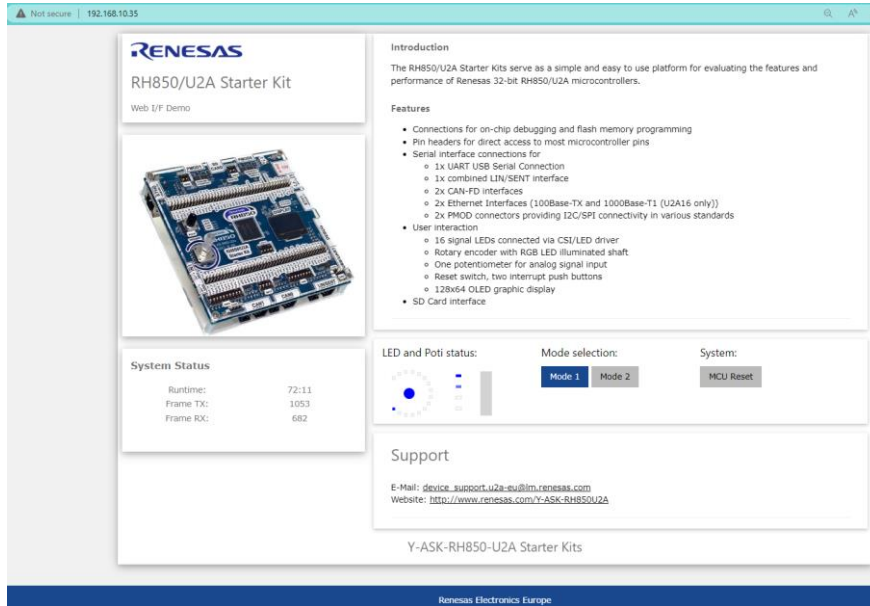 Not secure | 192.168.10.35
RENESAS
RH850/U2A Starter Kit
Web I/F Demo
Introduction
The RH850/U2A Starter Kits serve as a simple and easy to use platform for evaluating the features and
performance of Renesas 32-bit RH850/U2A microcontrollers.
Features
• Connections for on-chip debugging and flash memory programming
• Pin headers for direct access to most microcontroller pins
• Serial interface connections for
◦ 1x UART USB Serial Connection
◦ 1x combined LIN/SENT interface
◦ 2x CAN-FD interfaces
◦ 2x Ethernet Interfaces (100Base-TX and 1000Base-T1 (U2A16 only))
◦ 2x PMOD connectors providing I2C/SPI connectivity in various standards
• User interaction
◦ 16 signal LEDs connected via CSI/LED driver
◦ Rotary encoder with RGB LED illuminated shaft
◦ One potentiometer for analog signal input
◦ Reset switch, two interrupt push buttons
◦ 128x64 OLED graphic display
• SD Card interface
RH850
System Status
Runtime: 72:11
Frame TX: 1053
Frame RX: 682
LED and Poti status:
Mode selection:
Mode 1 Mode 2
System:
MCU Reset
Support
E-Mail: device_support.u2a-eu@lm.renesas.com
Website: http://www.renesas.com/Y-ASK-RH850U2A
Y-ASK-RH850-U2A Starter Kits
Renesas Electronics Europe